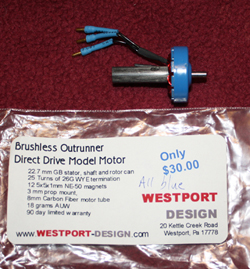 Brushless Outrunner
Direct Drive Model Motor
22.7 mm GB stator, shaft and rotor can
25 Turns of 26G WYE termination
12.5x5x1mm NE-50 magnets
3 mm prop mount,
8mm Carbon Fiber motor tube
18 grams AUW
90 day limited warranty
www.WESTPORT-DESIGN.com
Only
$30.00
All blue
WESTPORT
DESIGN
20 Kettle Creek Road
Westport, Pa 17778